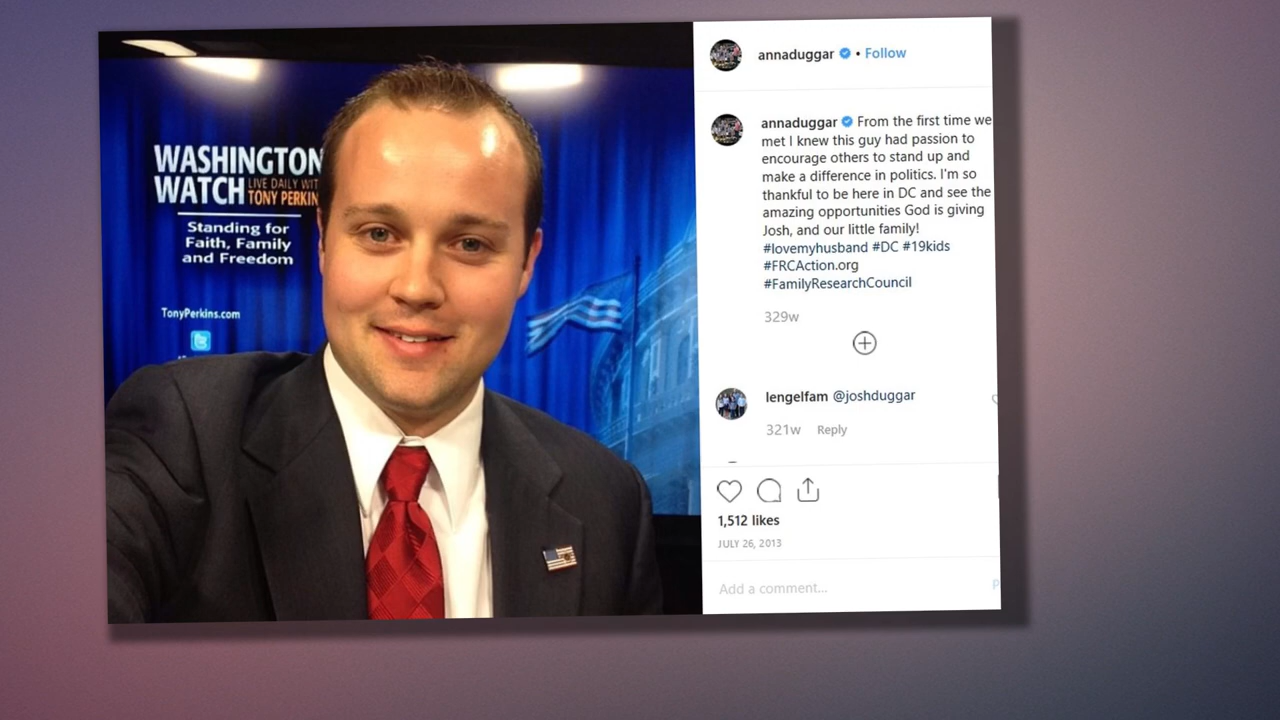 WASHINGTON
WATCH
LIVE DAILY WIT
TONY PERKIN
Standing for
Faith, Family
and Freedom
TonyPerkins.com
annaduggar • Follow
annaduggar From the first time we
met I knew this guy had passion to
encourage others to stand up and
make a difference in politics. I'm so
thankful to be here in DC and see the
amazing opportunities God is giving
Josh, and our little family!
#lovemyhusband #DC #19kids
#FRCAction.org
#FamilyResearchCouncil
329w
lengelfam @joshduggar
321w Reply
1,512 likes
JULY 26, 2013
Add a comment... P